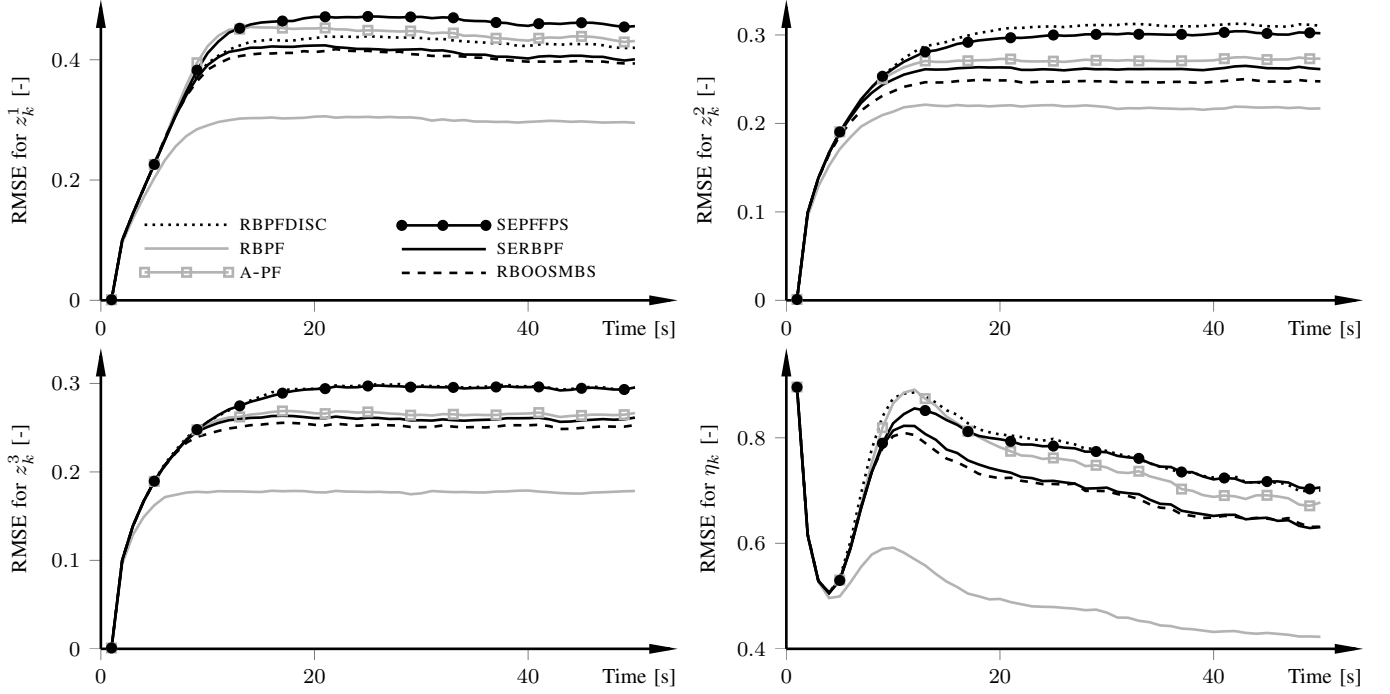 RMSE for z_k^1 [-]
0.4
0.2
0
0
20
40
Time [s]
RBPFDISC
RBPF
A-PF
SEPFFPS
SERBPF
RBOOSMBS
RMSE for z_k^2 [-]
0.3
0.2
0.1
0
0
20
40
Time [s]
RMSE for z_k^3 [-]
0.3
0.2
0.1
0
0
20
40
Time [s]
RMSE for η_k [-]
0.8
0.6
0.4
0
20
40
Time [s]